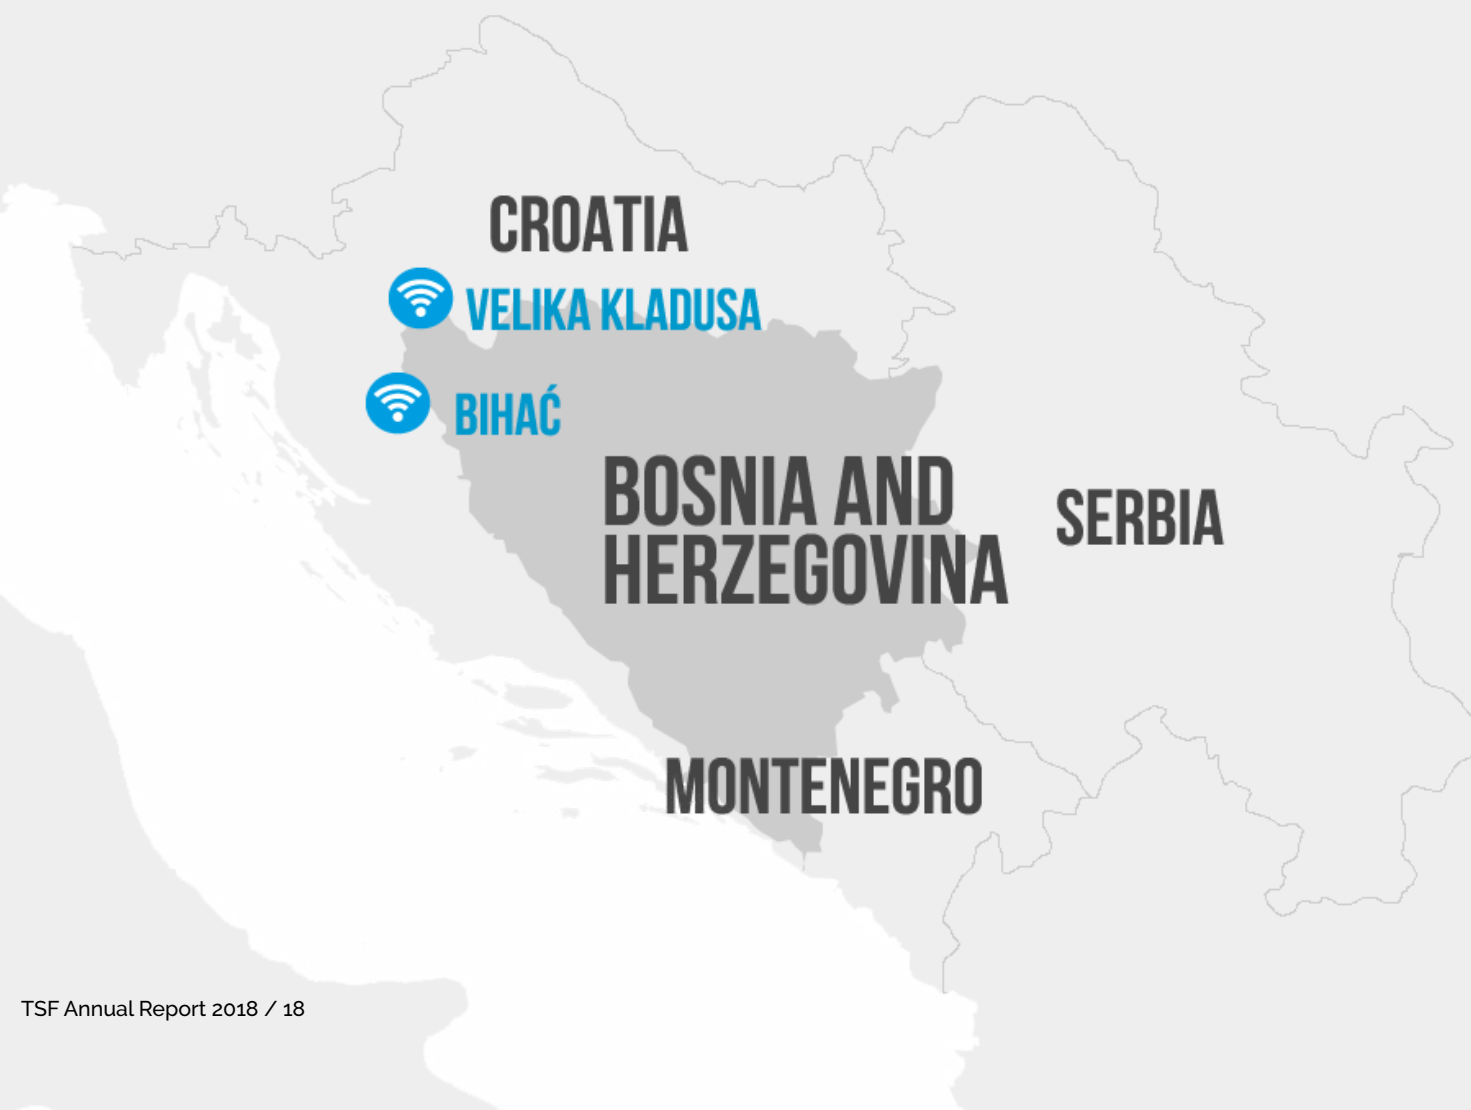 CROATIA
VELIKA KLADUSA
BIHAĆ
BOSNIA AND
HERZEGOVINA
SERBIA
MONTENEGRO
TSF Annual Report 2018 / 18